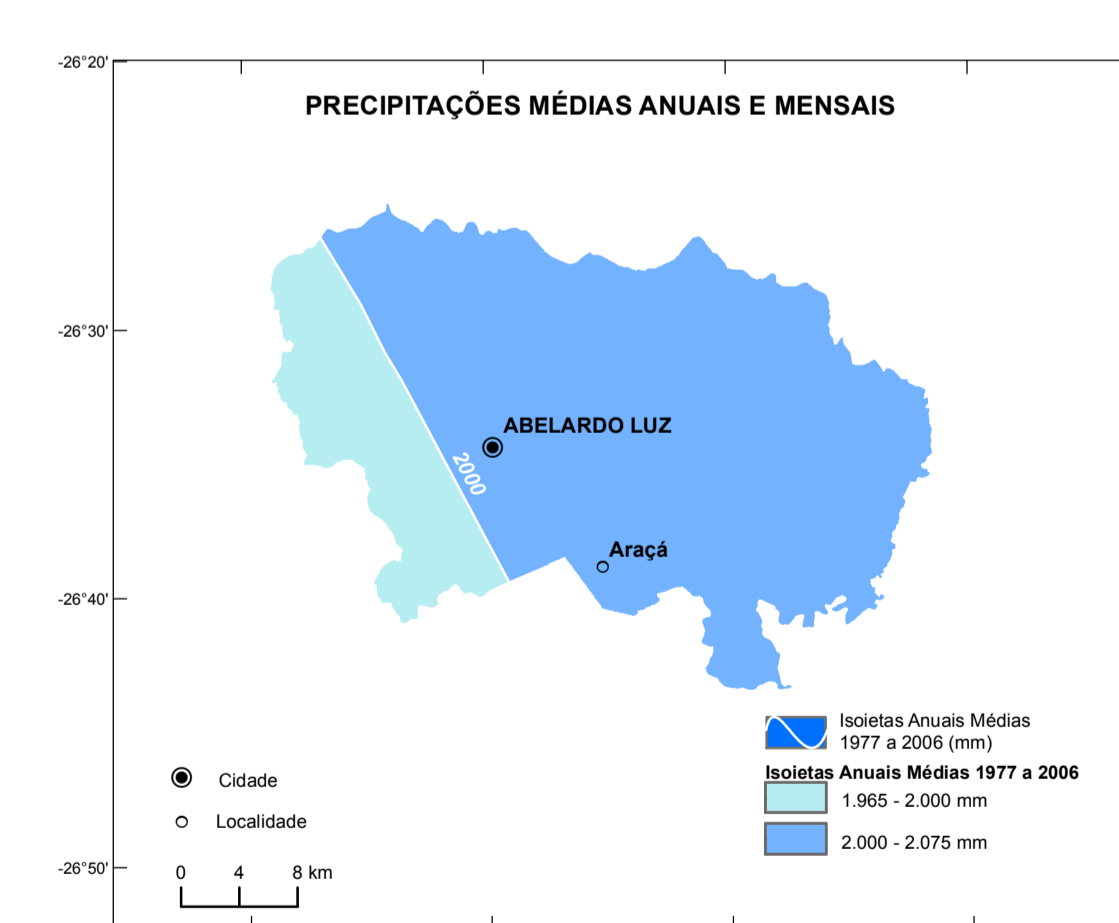 -26°20'
PRECIPITAÇÕES MÉDIAS ANUAIS E MENSAIS
-26°30'
ABELARDO LUZ
2000
Araçá
-26°40'
Isoietas Anuais Médias
1977 a 2006 (mm)
Isoietas Anuais Médias 1977 a 2006
1.965 - 2.000 mm
2.000 - 2.075 mm
Cidade
Localidade
-26°50'
0 4 8 km